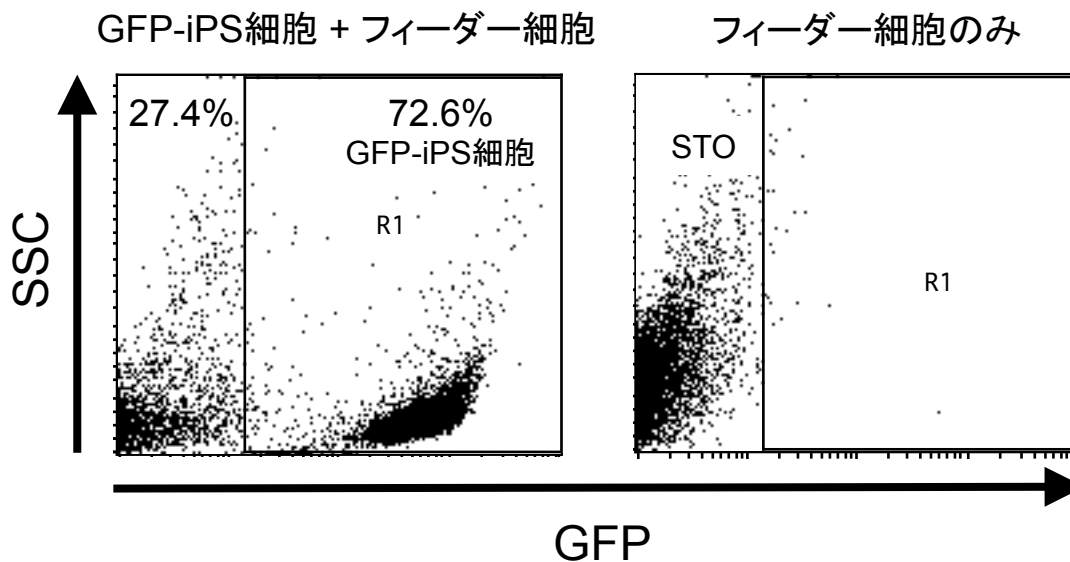 GFP-iPS細胞 + フィーダー細胞
フィーダー細胞のみ
27.4%
72.6%
GFP-iPS細胞
R1
STO
R1
SSC
GFP